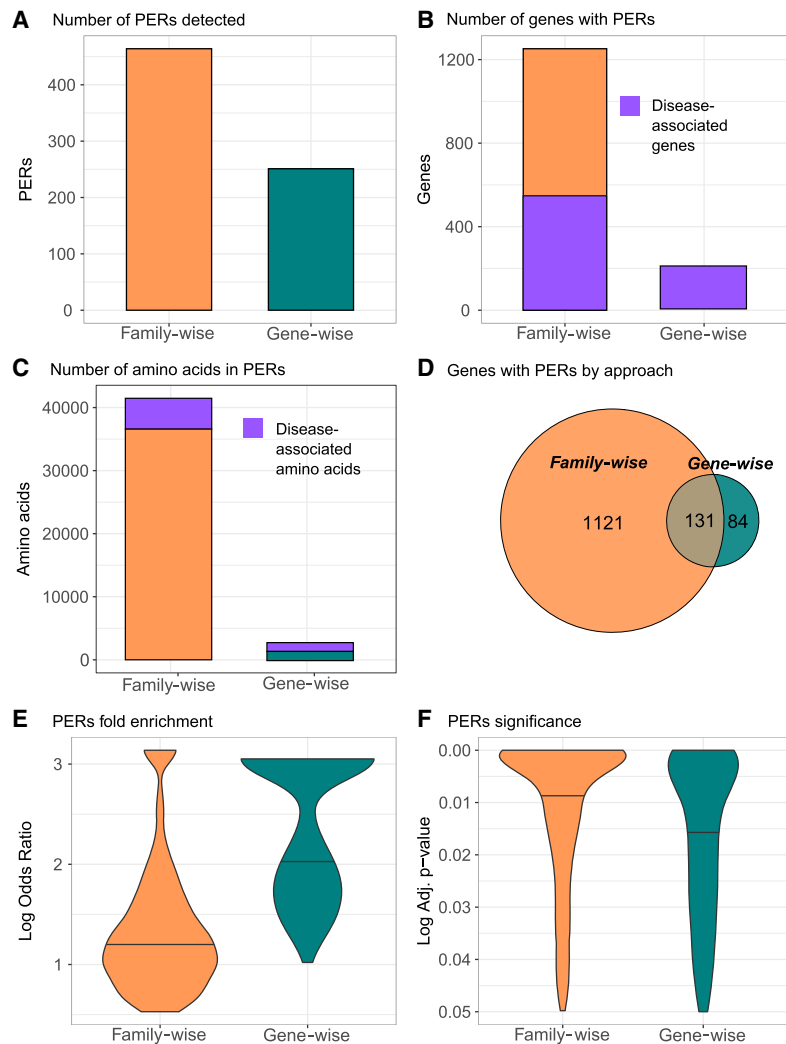 A Number of PERs detected
PERs
400
300
200
100
0
Family-wise Gene-wise
B Number of genes with PERs
Genes
1200
800
400
0
Disease-
associated
genes
Family-wise Gene-wise
C Number of amino acids in PERs
Amino acids
40000
30000
20000
10000
0
Disease-
associated
amino acids
Family-wise Gene-wise
D Genes with PERs by approach
Family-wise Gene-wise
1121 131 84
E PERs fold enrichment
Log Odds Ratio
3
2
1
Family-wise Gene-wise
F PERs significance
Log Adj. p-value
0.00
0.01
0.02
0.03
0.04
0.05
Family-wise Gene-wise